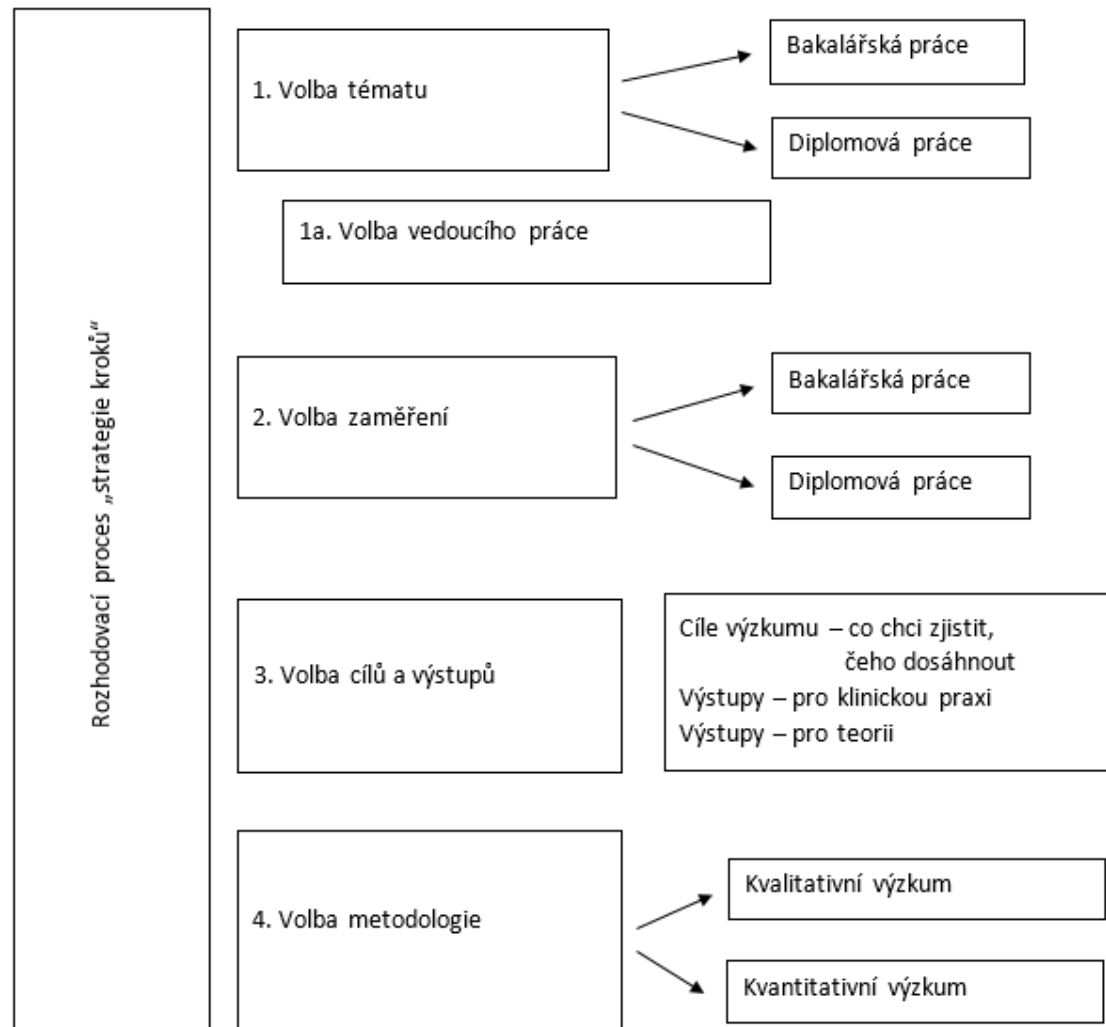 Rozhodovací proces „strategie kroků“
1. Volba tématu
Bakalářská práce
Diplomová práce
1a. Volba vedoucího práce
2. Volba zaměření
Bakalářská práce
Diplomová práce
3. Volba cílů a výstupů
Cíle výzkumu – co chci zjistit,
čeho dosáhnout
Výstupy – pro klinickou praxi
Výstupy – pro teorii
4. Volba metodologie
Kvalitativní výzkum
Kvantitativní výzkum